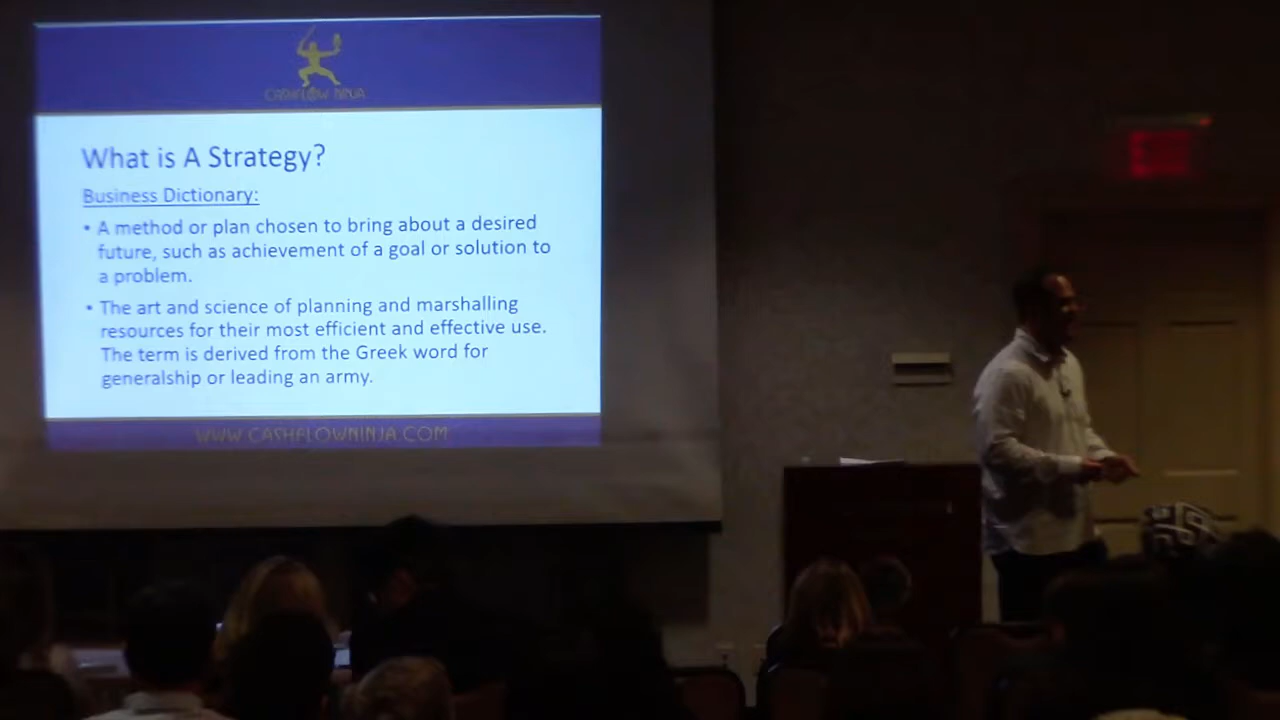 CASHFLOW NINJA
What is A Strategy?
Business Dictionary:
• A method or plan chosen to bring about a desired
future, such as achievement of a goal or solution to
a problem.
• The art and science of planning and marshalling
resources for their most efficient and effective use.
The term is derived from the Greek word for
generalship or leading an army.
WWW.CASHFLOWNINJA.COM